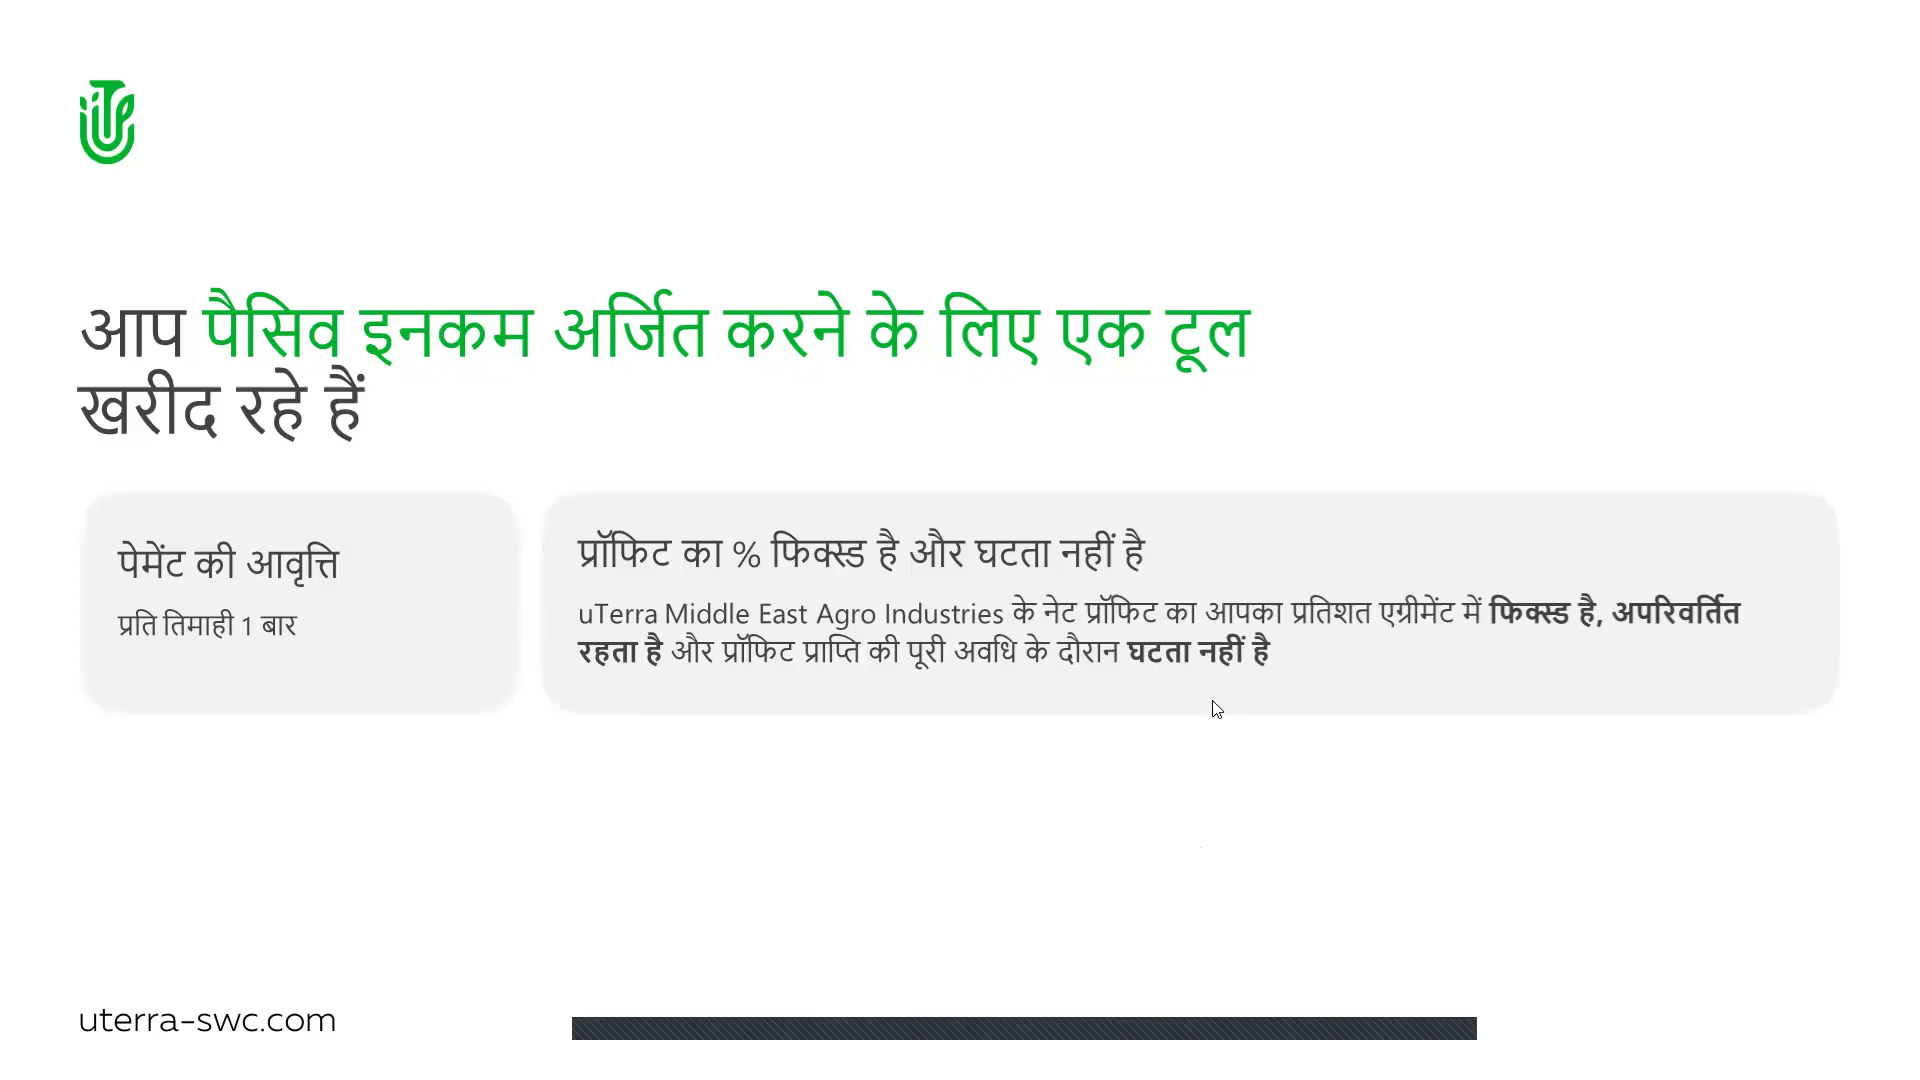 आप पैसिव इनकम अर्जित करने के लिए एक टूल
खरीद रहे हैं
पेमेंट की आवृत्ति
प्रति तिमाही 1 बार
प्रॉफिट का % फिक्स्ड है और घटता नहीं है
uTerra Middle East Agro Industries के नेट प्रॉफिट का आपका प्रतिशत एग्रीमेंट में फिक्स्ड है, अपरिवर्तित
रहता है और प्रॉफिट प्राप्ति की पूरी अवधि के दौरान घटता नहीं है
uterra-swc.com